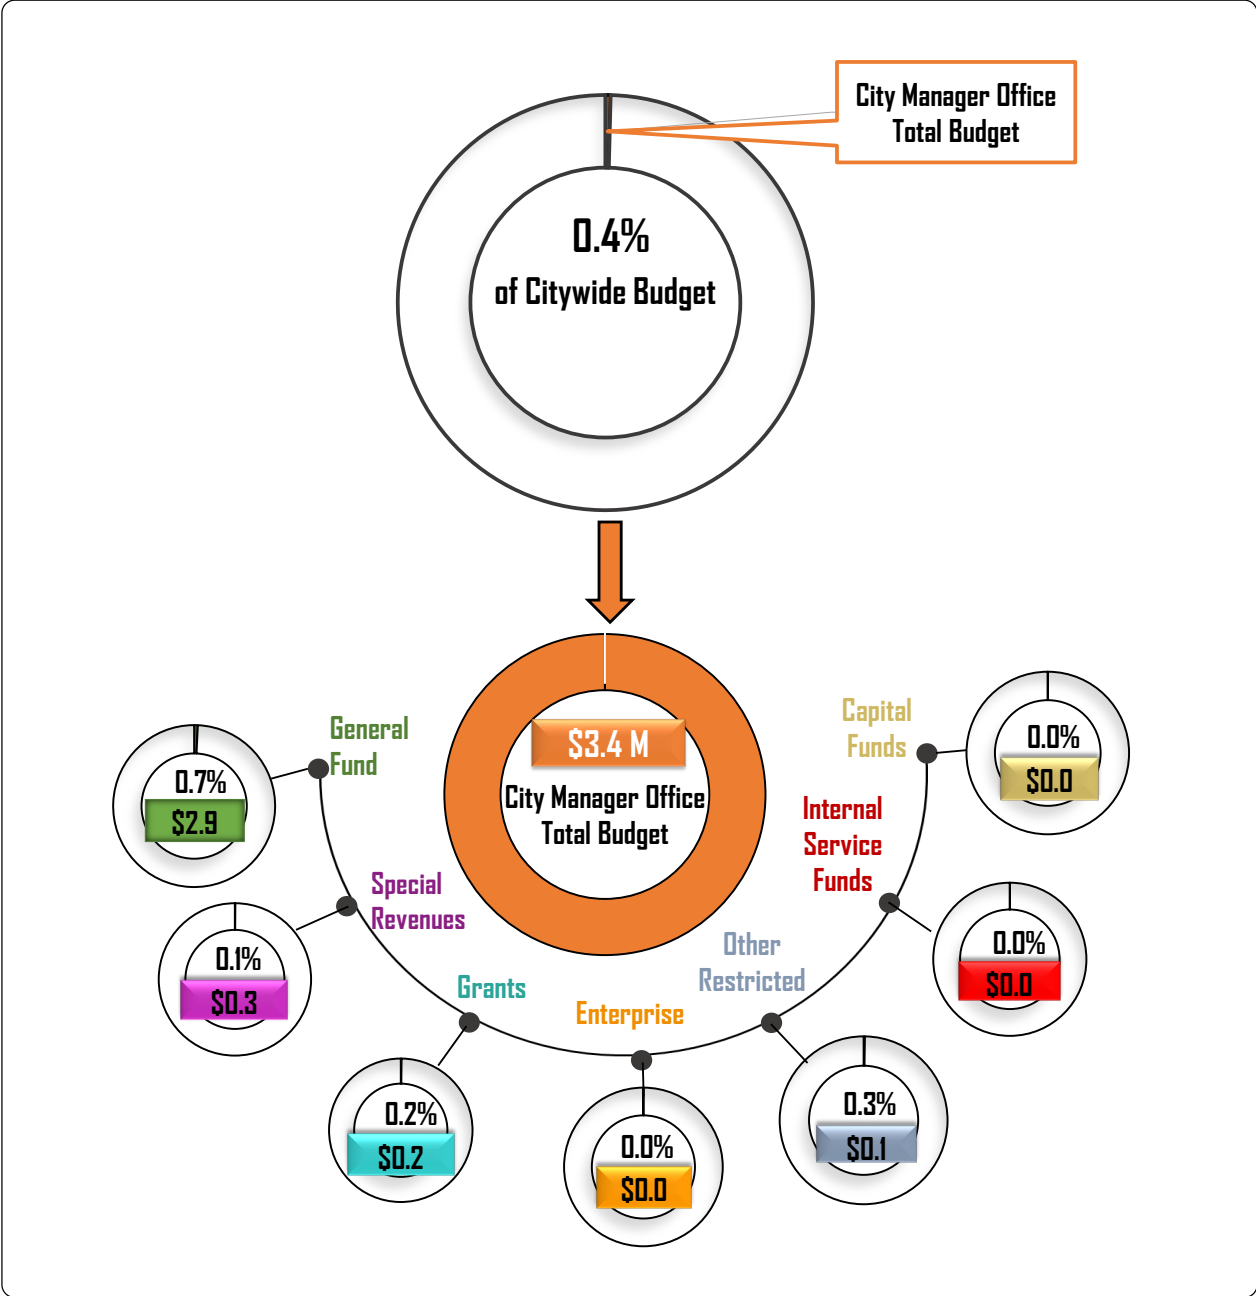 City Manager Office
Total Budget
0.4%
of Citywide Budget
$3.4 M
City Manager Office
Total Budget
General
Fund
0.7%
$2.9
Special
Revenues
0.1%
$0.3
Grants
0.2%
$0.2
Enterprise
0.0%
$0.0
Other
Restricted
0.3%
$0.1
Internal
Service
Funds
0.0%
$0.0
Capital
Funds
0.0%
$0.0